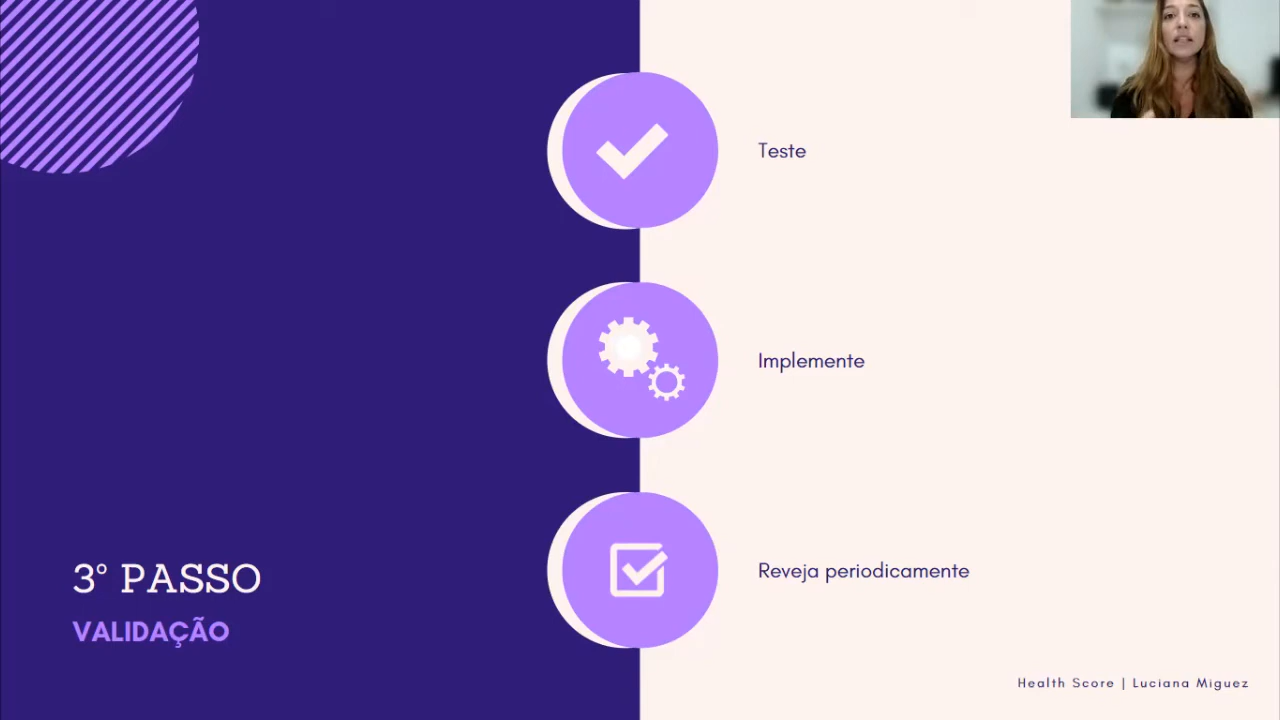 Teste
Implemente
Reveja periodicamente
3º PASSO
VALIDAÇÃO
Health Score | Luciana Miguez